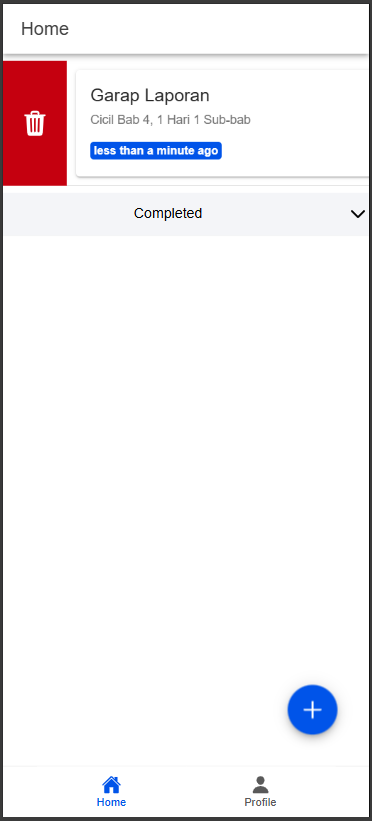 Home
Garap Laporan
Cicil Bab 4, 1 Hari 1 Sub-bab
less than a minute ago
Completed
Home
Profile